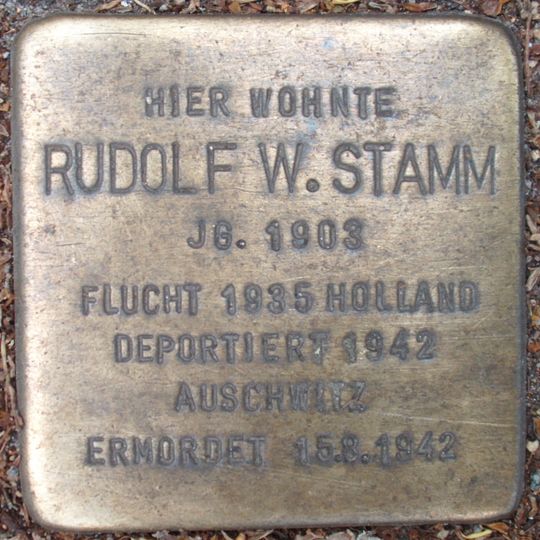 HIER WOHNTE
RUDOLF W. STAMM
JG. 1903
FLUCHT 1935 HOLLAND
DEPORTIERT 1942
AUSCHWITZ
ERMORDET 15.8.1942